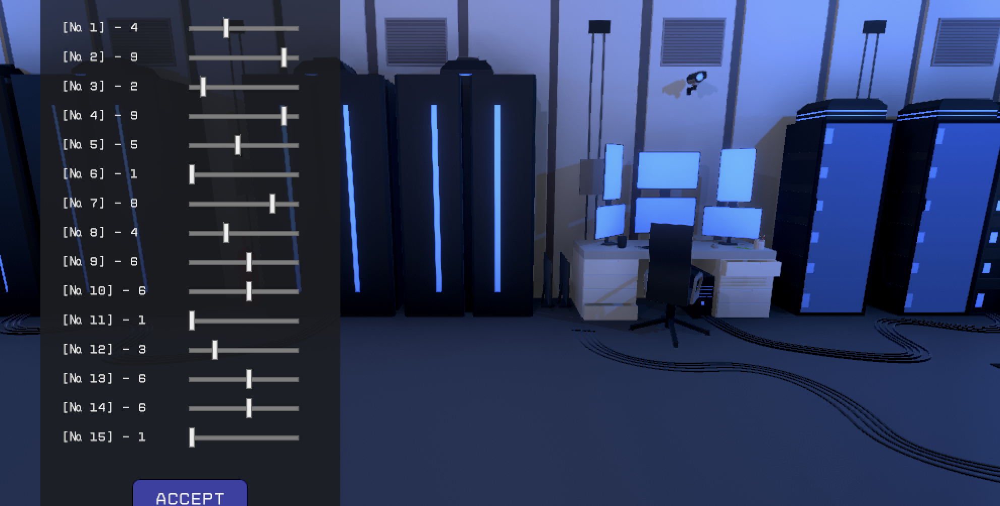 [No. 1] - 4
[No. 2] - 9
[No. 3] - 2
[No. 4] - 9
[No. 5] - 5
[No. 6] - 1
[No. 7] - 8
[No. 8] - 4
[No. 9] - 6
[No. 10] - 6
[No. 11] - 1
[No. 12] - 3
[No. 13] - 6
[No. 14] - 6
[No. 15] - 1
ACCEPT